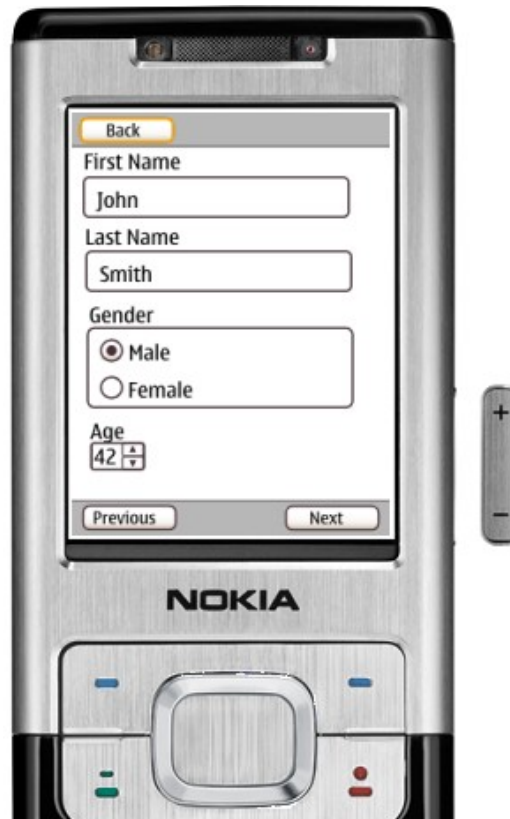 Back
First Name
John
Last Name
Smith
Gender
Male
Female
Age
42
Previous Next
NOKIA
+
-